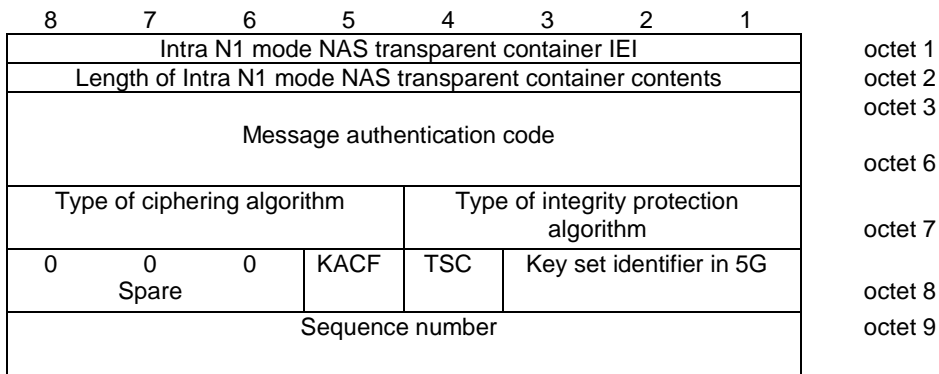 8 7 6 5 4 3 2 1
Intra N1 mode NAS transparent container IEI octet 1
Length of Intra N1 mode NAS transparent container contents octet 2
octet 3
Message authentication code
octet 6
Type of ciphering algorithm Type of integrity protection
algorithm octet 7
0 0 0 KACF TSC Key set identifier in 5G
Spare octet 8
Sequence number octet 9